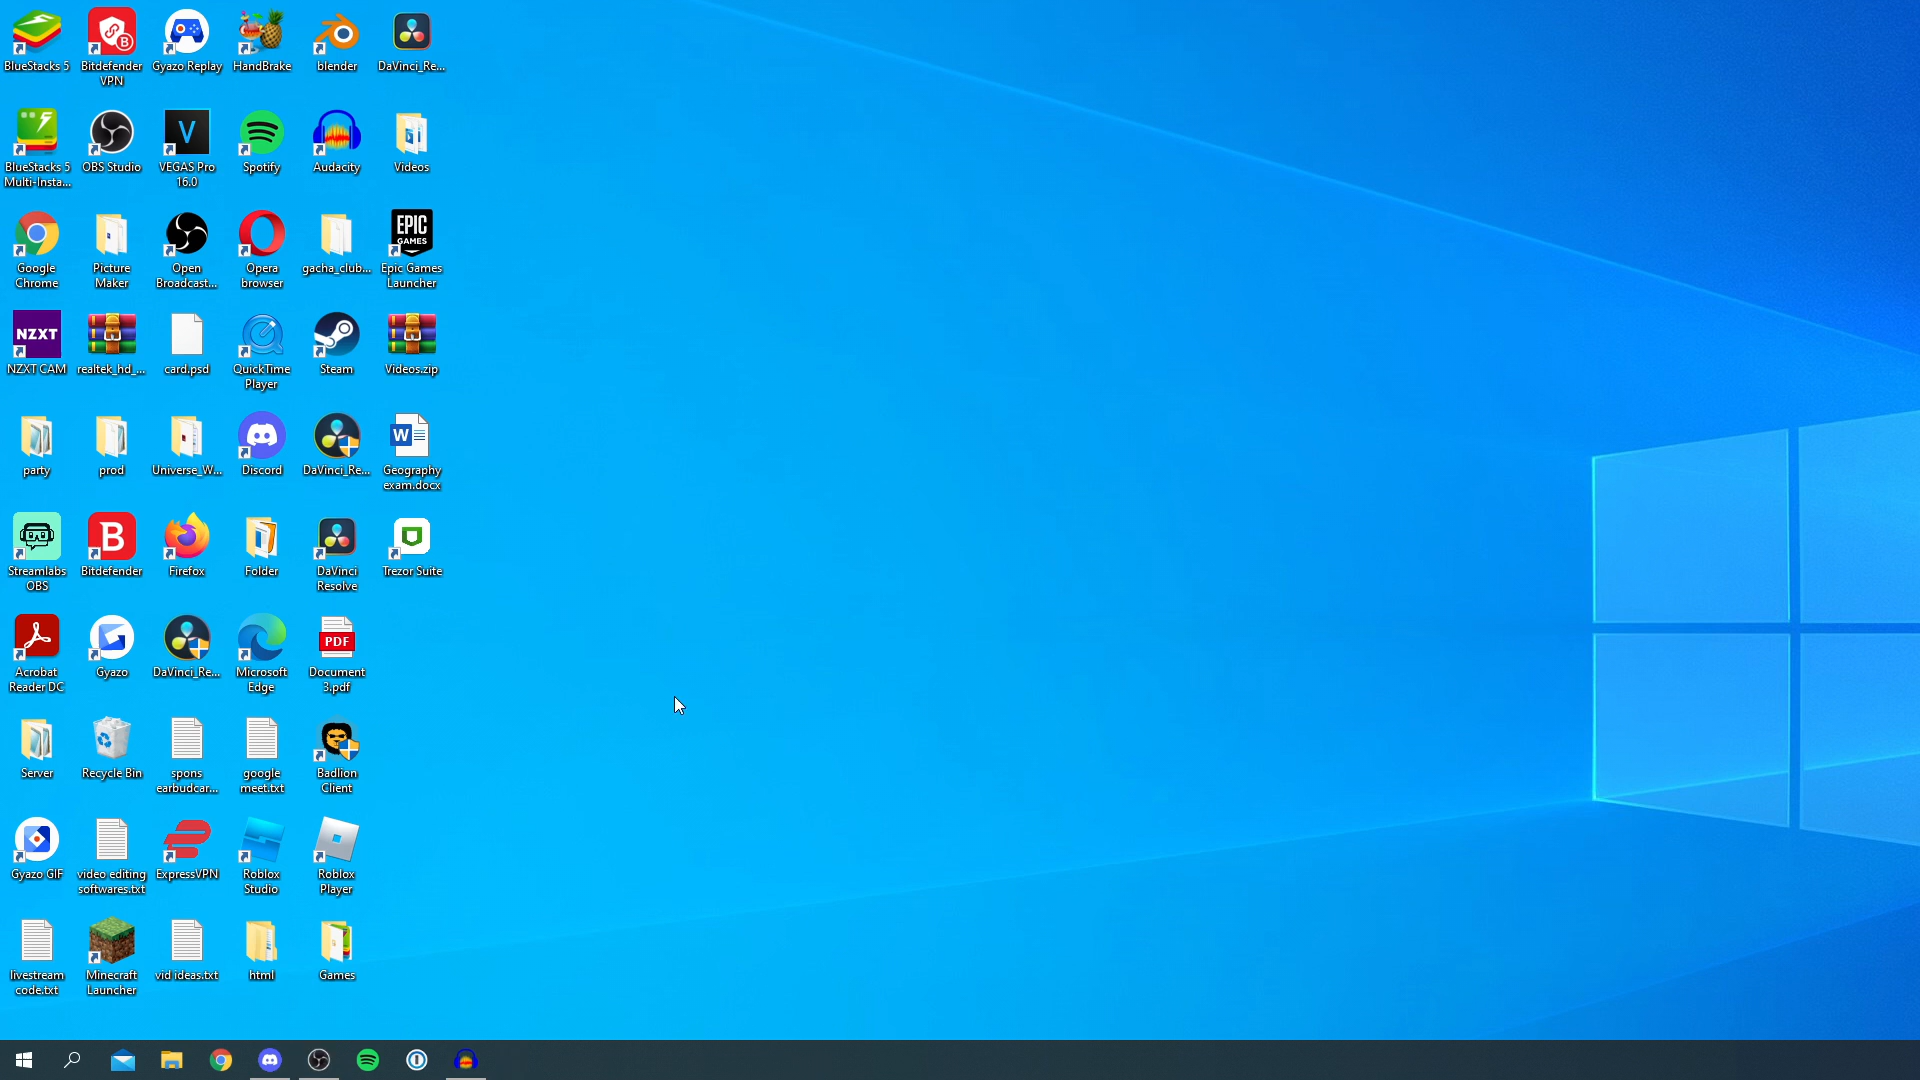 BlueStacks 5
Bitdefender
VPN
Gyazo Replay
HandBrake
blender
DaVinci_Re...
BlueStacks 5
Multi-Insta...
OBS Studio
V
VEGAS Pro
16.0
Spotify
Audacity
Videos
Google
Chrome
Picture
Maker
Open
Broadcast...
Opera
browser
gacha_club...
EPIC
GAMES
Epic Games
Launcher
NZXT
NZXT CAM
realtek_hd_...
card.psd
QuickTime
Player
Steam
Videos.zip
party
prod
Universe_W...
Discord
DaVinci_Re...
W
Geography
exam.docx
Streamlabs
OBS
B
Bitdefender
Firefox
Folder
DaVinci
Resolve
Trezor Suite
Acrobat
Reader DC
Gyazo
DaVinci_Re...
Microsoft
Edge
PDF
Document
3.pdf
Server
Recycle Bin
spons
earbudcar...
google
meet.txt
Badlion
Client
Gyazo GIF
video editing
softwares.txt
ExpressVPN
Roblox
Studio
Roblox
Player
livestream
code.txt
Minecraft
Launcher
vid ideas.txt
html
Games